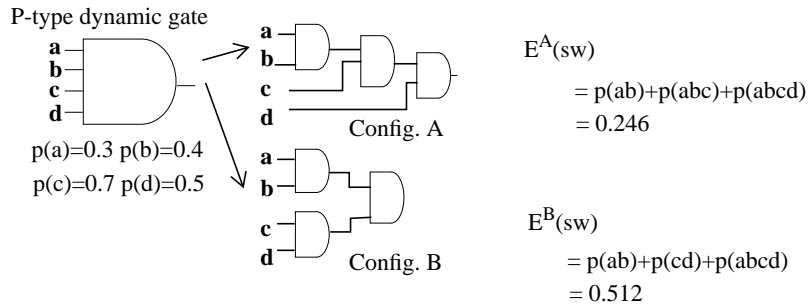 P-type dynamic gate
a
b
c
d
p(a)=0.3 p(b)=0.4
p(c)=0.7 p(d)=0.5
a
b
c
d
Config. A
a
b
c
d
Config. B
E^A(sw)
= p(ab)+p(abc)+p(abcd)
= 0.246
E^B(sw)
= p(ab)+p(cd)+p(abcd)
= 0.512